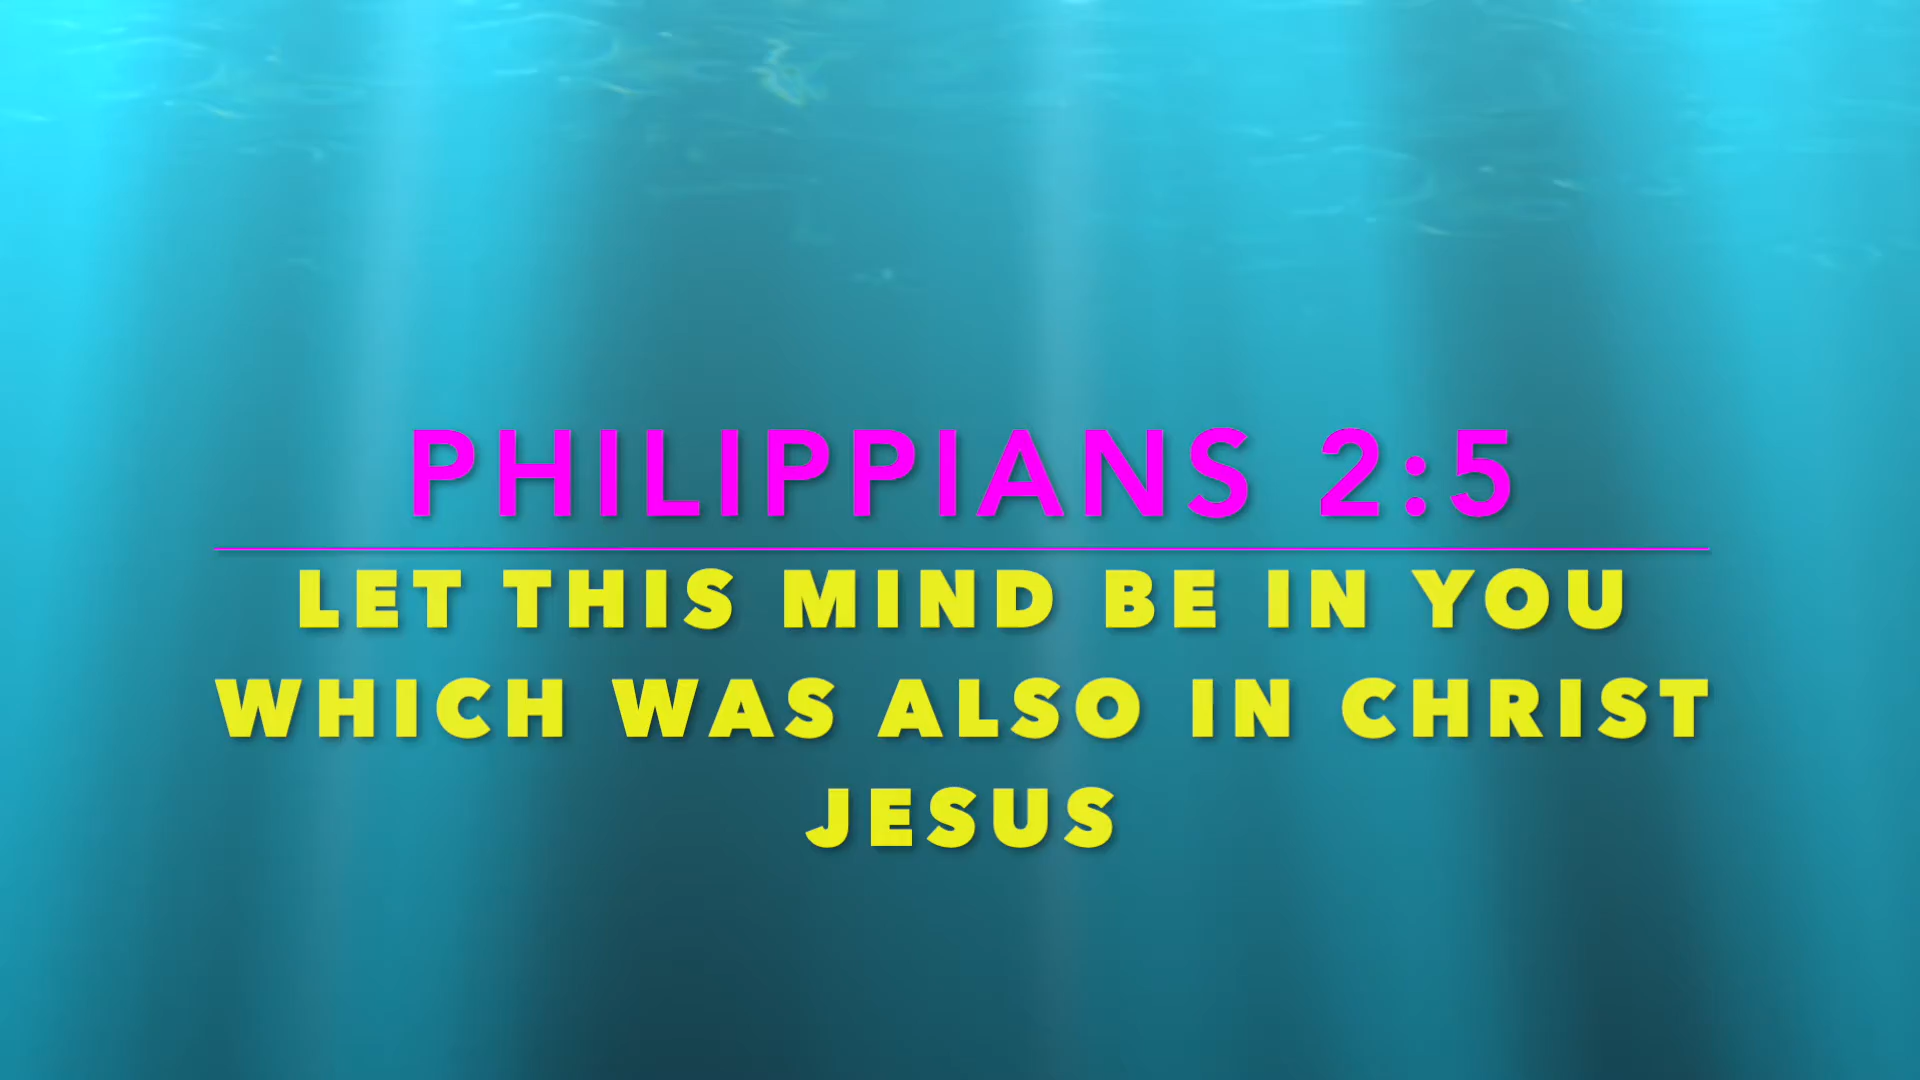 PHILIPPIANS 2:5
LET THIS MIND BE IN YOU
WHICH WAS ALSO IN CHRIST
JESUS